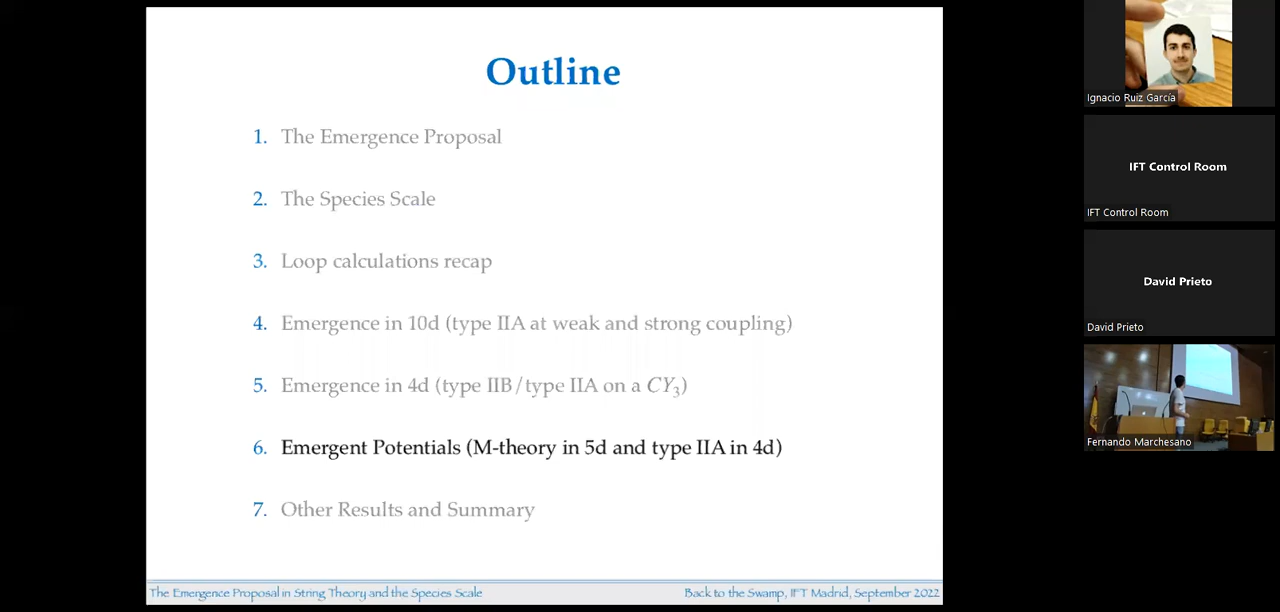 Outline
1. The Emergence Proposal
2. The Species Scale
3. Loop calculations recap
4. Emergence in 10d (type IIA at weak and strong coupling)
5. Emergence in 4d (type IIB/type IIA on a CY₃)
6. Emergent Potentials (M-theory in 5d and type IIA in 4d)
7. Other Results and Summary
The Emergence Proposal in String Theory and the Species Scale
Back to the Swamp, IFT Madrid, September 2022
Ignacio Ruiz García
IFT Control Room
IFT Control Room
David Prieto
David Prieto
Fernando Marchesano